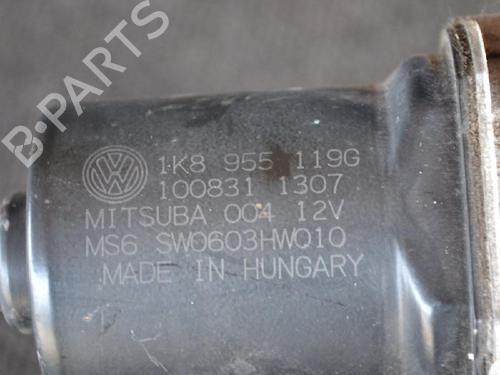 B-PARTS
1K8 955 119G
100831 1307
MITSUBA 004 12V
MS6 SW0603HW010
MADE IN HUNGARY